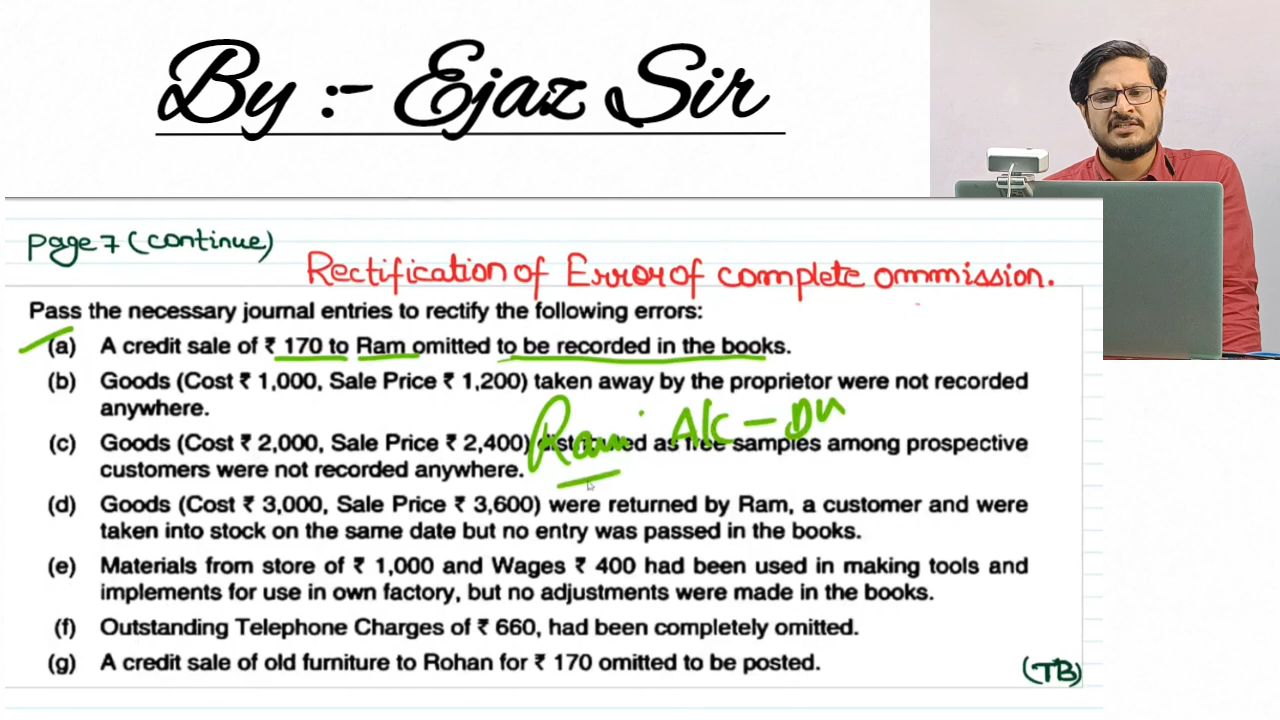 By :- Ejaz Sir
page 7 (continue)
Rectification of Error of complete ommission.
Pass the necessary journal entries to rectify the following errors:
(a) A credit sale of ₹ 170 to Ram omitted to be recorded in the books.
(b) Goods (Cost ₹ 1,000, Sale Price ₹ 1,200) taken away by the proprietor were not recorded
anywhere.
(c) Goods (Cost ₹ 2,000, Sale Price ₹ 2,400) distributed as free samples among prospective
customers were not recorded anywhere.
Ram A/c - Dr
(d) Goods (Cost ₹ 3,000, Sale Price ₹ 3,600) were returned by Ram, a customer and were
taken into stock on the same date but no entry was passed in the books.
(e) Materials from store of ₹ 1,000 and Wages ₹ 400 had been used in making tools and
implements for use in own factory, but no adjustments were made in the books.
(f) Outstanding Telephone Charges of ₹ 660, had been completely omitted.
(g) A credit sale of old furniture to Rohan for ₹ 170 omitted to be posted.
(TB)